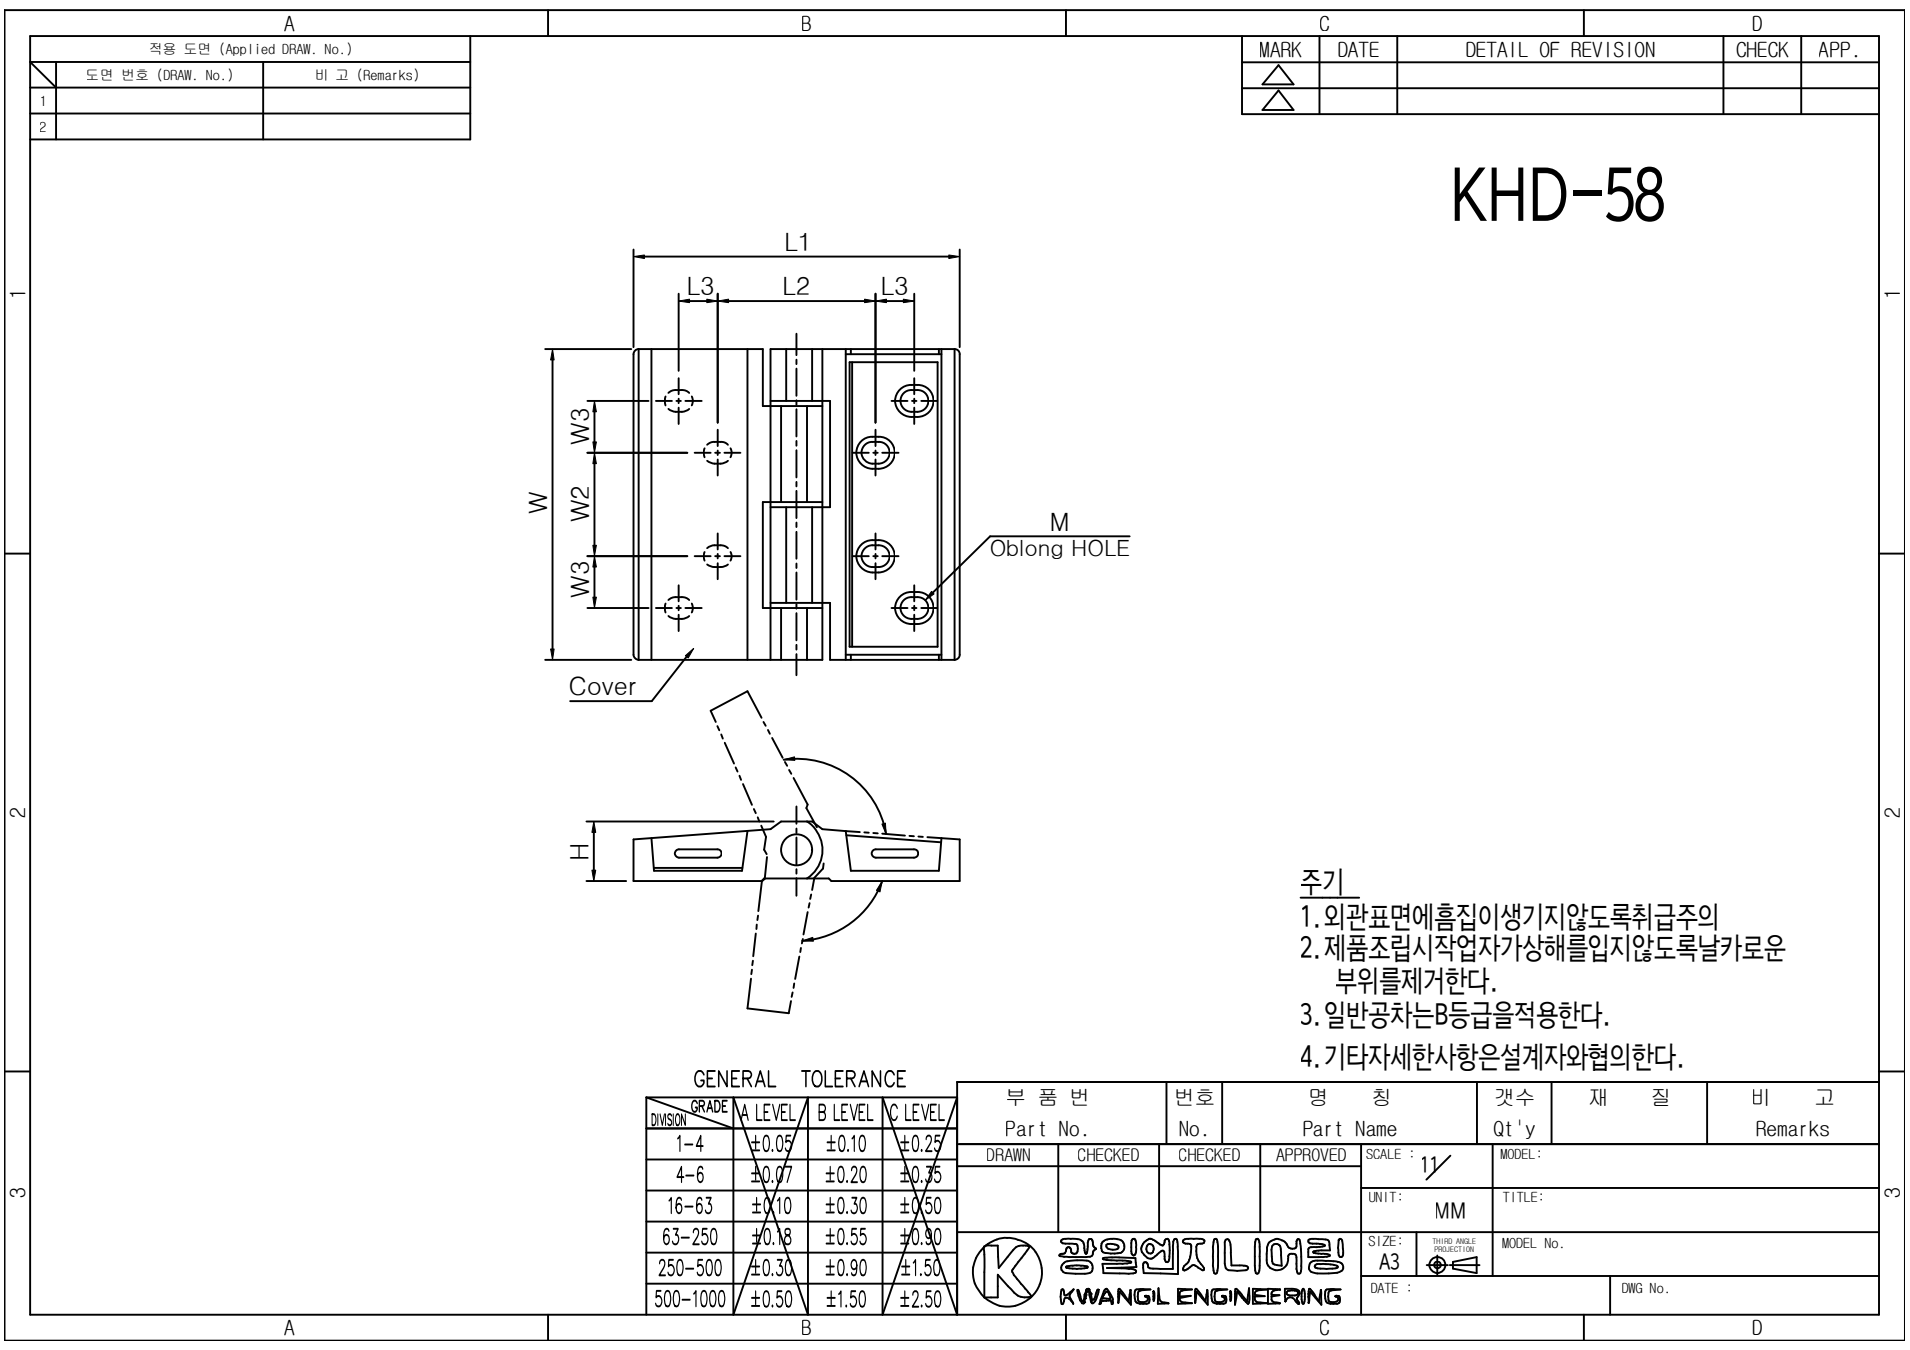 A B C D
적용 도면 (Applied DRAW. No.)
도면 번호 (DRAW. No.) 비 고 (Remarks)
1
2
MARK DATE DETAIL OF REVISION CHECK APP.
KHD-58
L1
L3 L2 L3
1 1
W3
W2
W
W3
M
Oblong HOLE
Cover
H
2 2
주기
1.외관표면에흠집이생기지않도록취급주의
2.제품조립시작업자가상해를입지않도록날카로운
부위를제거한다.
3.일반공차는B등급을적용한다.
4.기타자세한사항은설계자와협의한다.
GENERAL TOLERANCE
GRADE
DIVISION A LEVEL B LEVEL C LEVEL
1-4 ±0.05 ±0.10 ±0.25
4-6 ±0.07 ±0.20 ±0.35
16-63 ±0.10 ±0.30 ±0.50
63-250 ±0.18 ±0.55 ±0.90
250-500 ±0.30 ±0.90 ±1.50
500-1000 ±0.50 ±1.50 ±2.50
부 품 번 번호 명 칭 갯수 재 질 비 고
Part No. No. Part Name Qt'y Remarks
DRAWN CHECKED CHECKED APPROVED SCALE : 1/1 MODEL:
UNIT: MM TITLE:
SIZE: A3 THIRD ANGLE PROJECTION MODEL No.
DATE : DWG No.
K 광일엔지니어링
KWANGIL ENGINEERING
3 3
A B C D